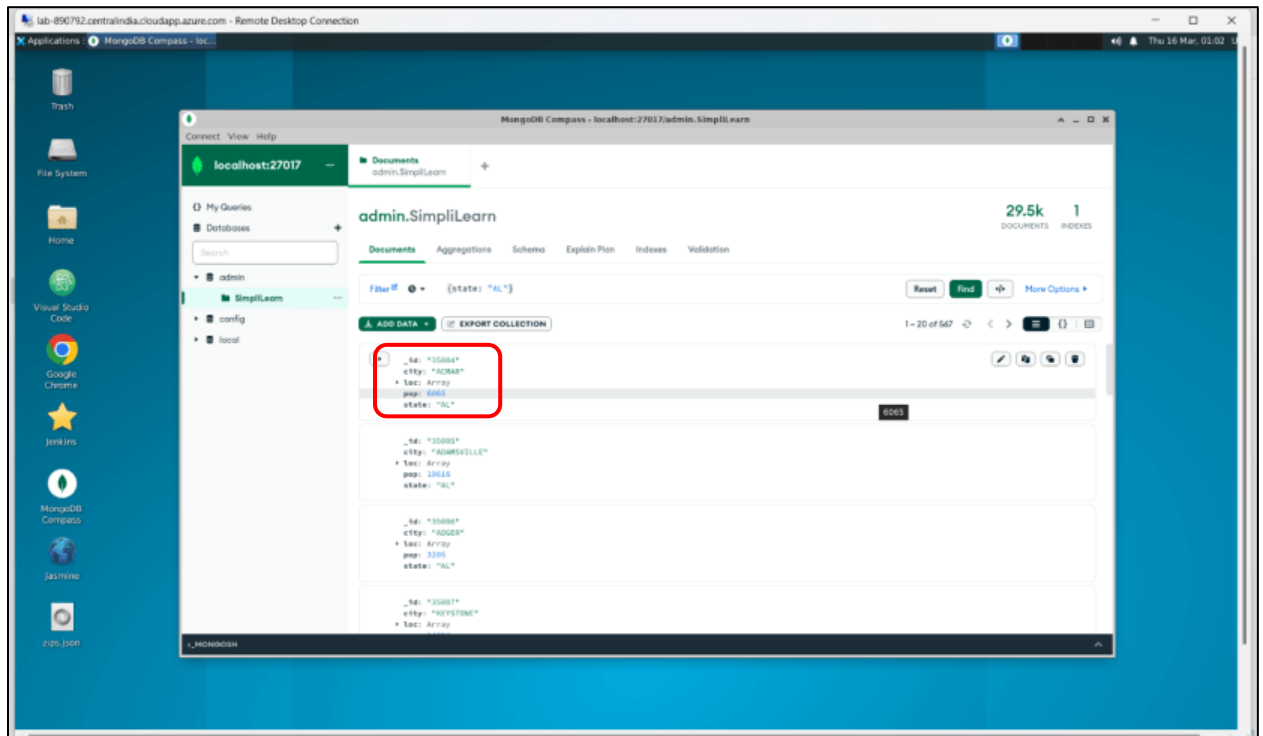 lab-890792.centralindia.cloudapp.azure.com - Remote Desktop Connection
Applications : MongoDB Compass - loc...
Thu 16 Mar, 01:02
Trash
File System
Home
Visual Studio
Code
Google
Chrome
Jenkins
MongoDB
Compass
Jasmine
zips.json
MongoDB Compass - localhost:27017/admin.SimpliLearn
Connect View Help
localhost:27017 ...
Documents
admin.SimpliLearn
+
{} My Queries
Databases +
Search
admin
SimpliLearn ...
config
local
admin.SimpliLearn
29.5k 1
DOCUMENTS INDEXES
Documents Aggregations Schema Explain Plan Indexes Validation
Filter {state: "AL"} Reset Find </> More Options
ADD DATA EXPORT COLLECTION 1-20 of 567 {}
_id: "35004"
city: "ACMAR"
loc: Array
pop: 6065
state: "AL"
6065
_id: "35005"
city: "ADAMSVILLE"
loc: Array
pop: 10616
state: "AL"
_id: "35006"
city: "ADGER"
loc: Array
pop: 3205
state: "AL"
_id: "35007"
city: "KEYSTONE"
loc: Array
>_MONGOSH